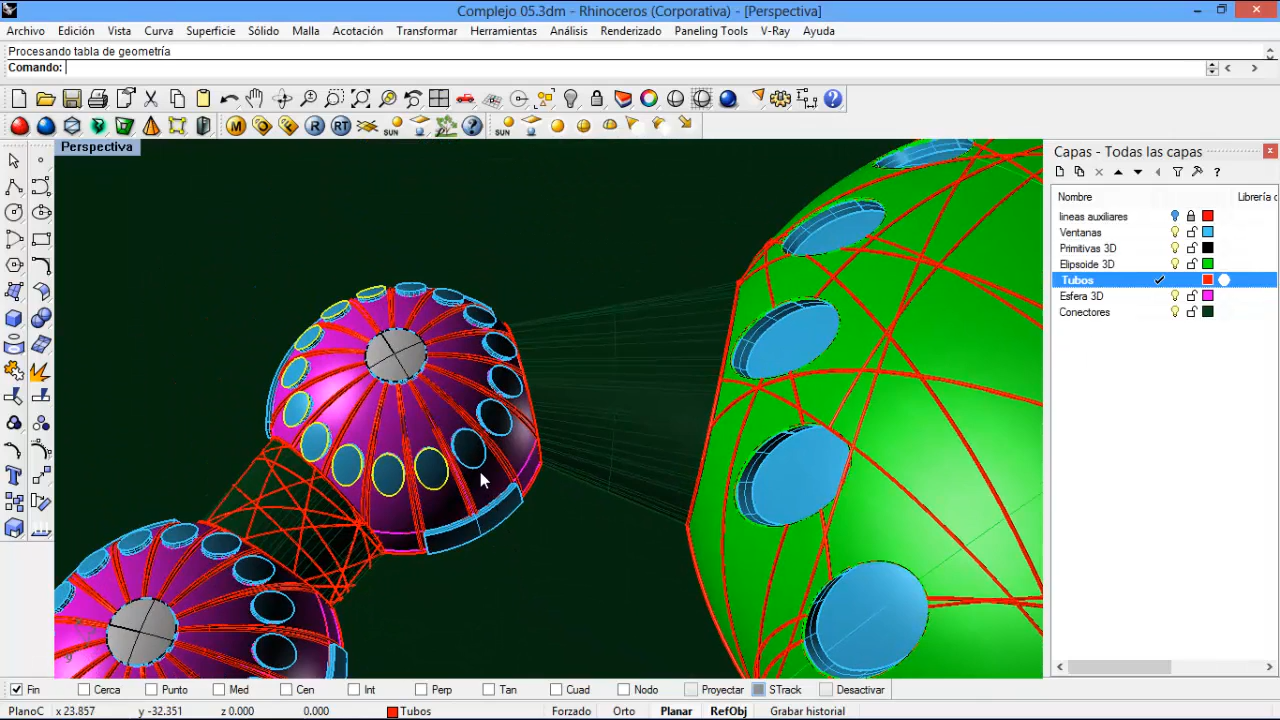 Complejo 05.3dm - Rhinoceros (Corporativa) - [Perspectiva]
Archivo Edición Vista Curva Superficie Sólido Malla Acotación Transformar Herramientas Análisis Renderizado Paneling Tools V-Ray Ayuda
Procesando tabla de geometría
Comando:
M R RT SUN SUN
Perspectiva
Capas - Todas las capas
Nombre Librería
lineas auxiliares
Ventanas
Primitivas 3D
Elipsoide 3D
Tubos
Esfera 3D
Conectores
Fin Cerca Punto Med Cen Int Perp Tan Cuad Nodo Proyectar STrack Desactivar
PlanoC x 23.857 y -32.351 z 0.000 0.000 Tubos Forzado Orto Planar RefObj Grabar historial